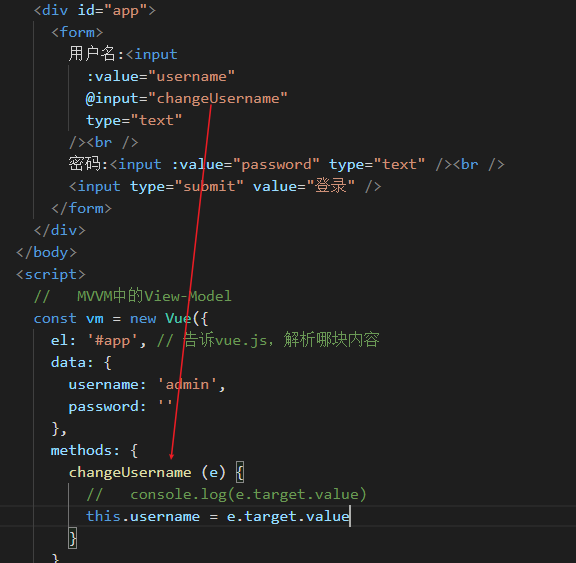 <div id="app">
<form>
用户名:<input
:value="username"
@input="changeUsername"
type="text"
/><br />
密码:<input :value="password" type="text" /><br />
<input type="submit" value="登录" />
</form>
</div>
</body>
<script>
//   MVVM中的View-Model
const vm = new Vue({
el: '#app', // 告诉vue.js，解析哪块内容
data: {
username: 'admin',
password: ''
},
methods: {
changeUsername (e) {
//   console.log(e.target.value)
this.username = e.target.value
}
}